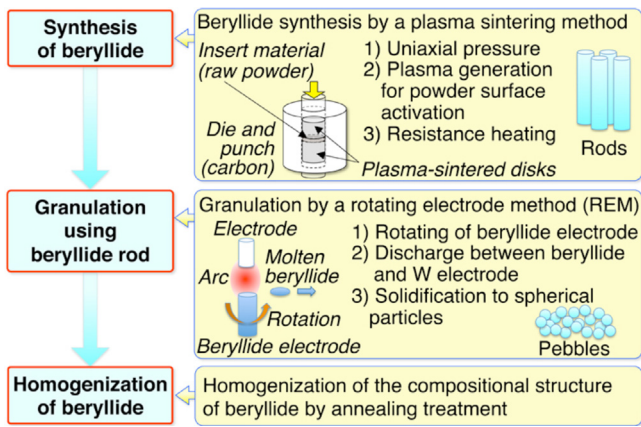 Synthesis
of beryllide
Beryllide synthesis by a plasma sintering method
Insert material
(raw powder)
Die and
punch
(carbon)
Plasma-sintered disks
1) Uniaxial pressure
2) Plasma generation
for powder surface
activation
3) Resistance heating
Rods
Granulation
using
beryllide rod
Granulation by a rotating electrode method (REM)
Electrode
Arc
Molten
beryllide
Rotation
Beryllide electrode
1) Rotating of beryllide electrode
2) Discharge between beryllide
and W electrode
3) Solidification to spherical
particles
Pebbles
Homogenization
of beryllide
Homogenization of the compositional structure
of beryllide by annealing treatment